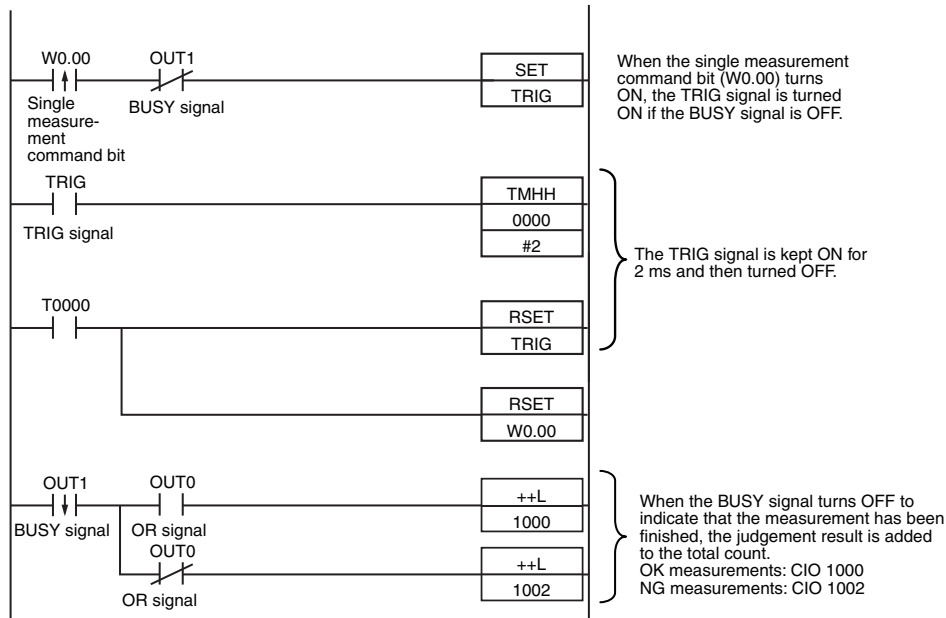 W0.00
OUT1
SET
TRIG
Single
measure-
ment
command bit
BUSY signal
When the single measurement
command bit (W0.00) turns
ON, the TRIG signal is turned
ON if the BUSY signal is OFF.
TRIG
TRIG signal
TMHH
0000
#2
The TRIG signal is kept ON for
2 ms and then turned OFF.
T0000
RSET
TRIG
RSET
W0.00
OUT1
BUSY signal
OUT0
OR signal
++L
1000
OUT0
OR signal
++L
1002
When the BUSY signal turns OFF to
indicate that the measurement has been
finished, the judgement result is added
to the total count.
OK measurements: CIO 1000
NG measurements: CIO 1002